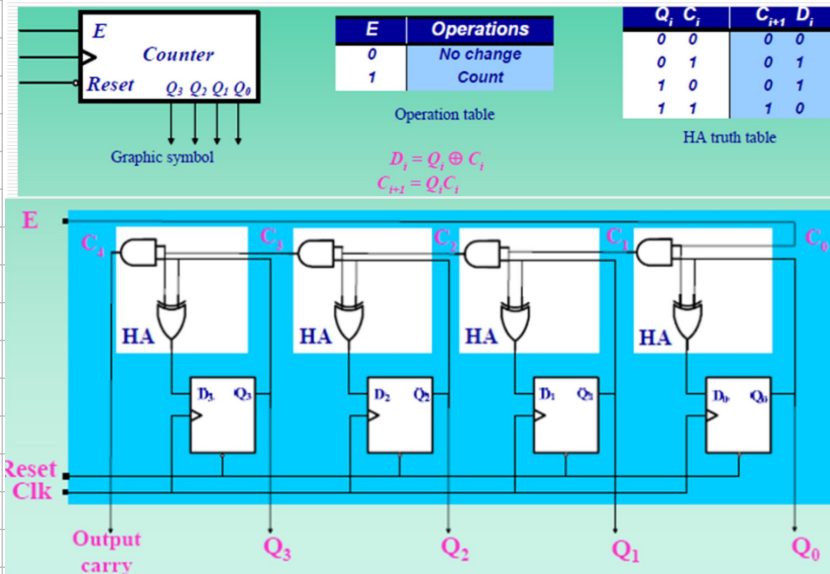 E
Counter
Reset
Q3 Q2 Q1 Q0
Graphic symbol
E Operations
0 No change
1 Count
Operation table
Di = Qi ⊕ Ci
Ci+1 = QiCi
Qi Ci Ci+1 Di
0 0 0 0
0 1 0 1
1 0 0 1
1 1 1 0
HA truth table
E
C4 C3 C2 C1 C0
HA HA HA HA
D3 Q3 D2 Q2 D1 Q1 D0 Q0
Reset
Clk
Output
carry
Q3 Q2 Q1 Q0